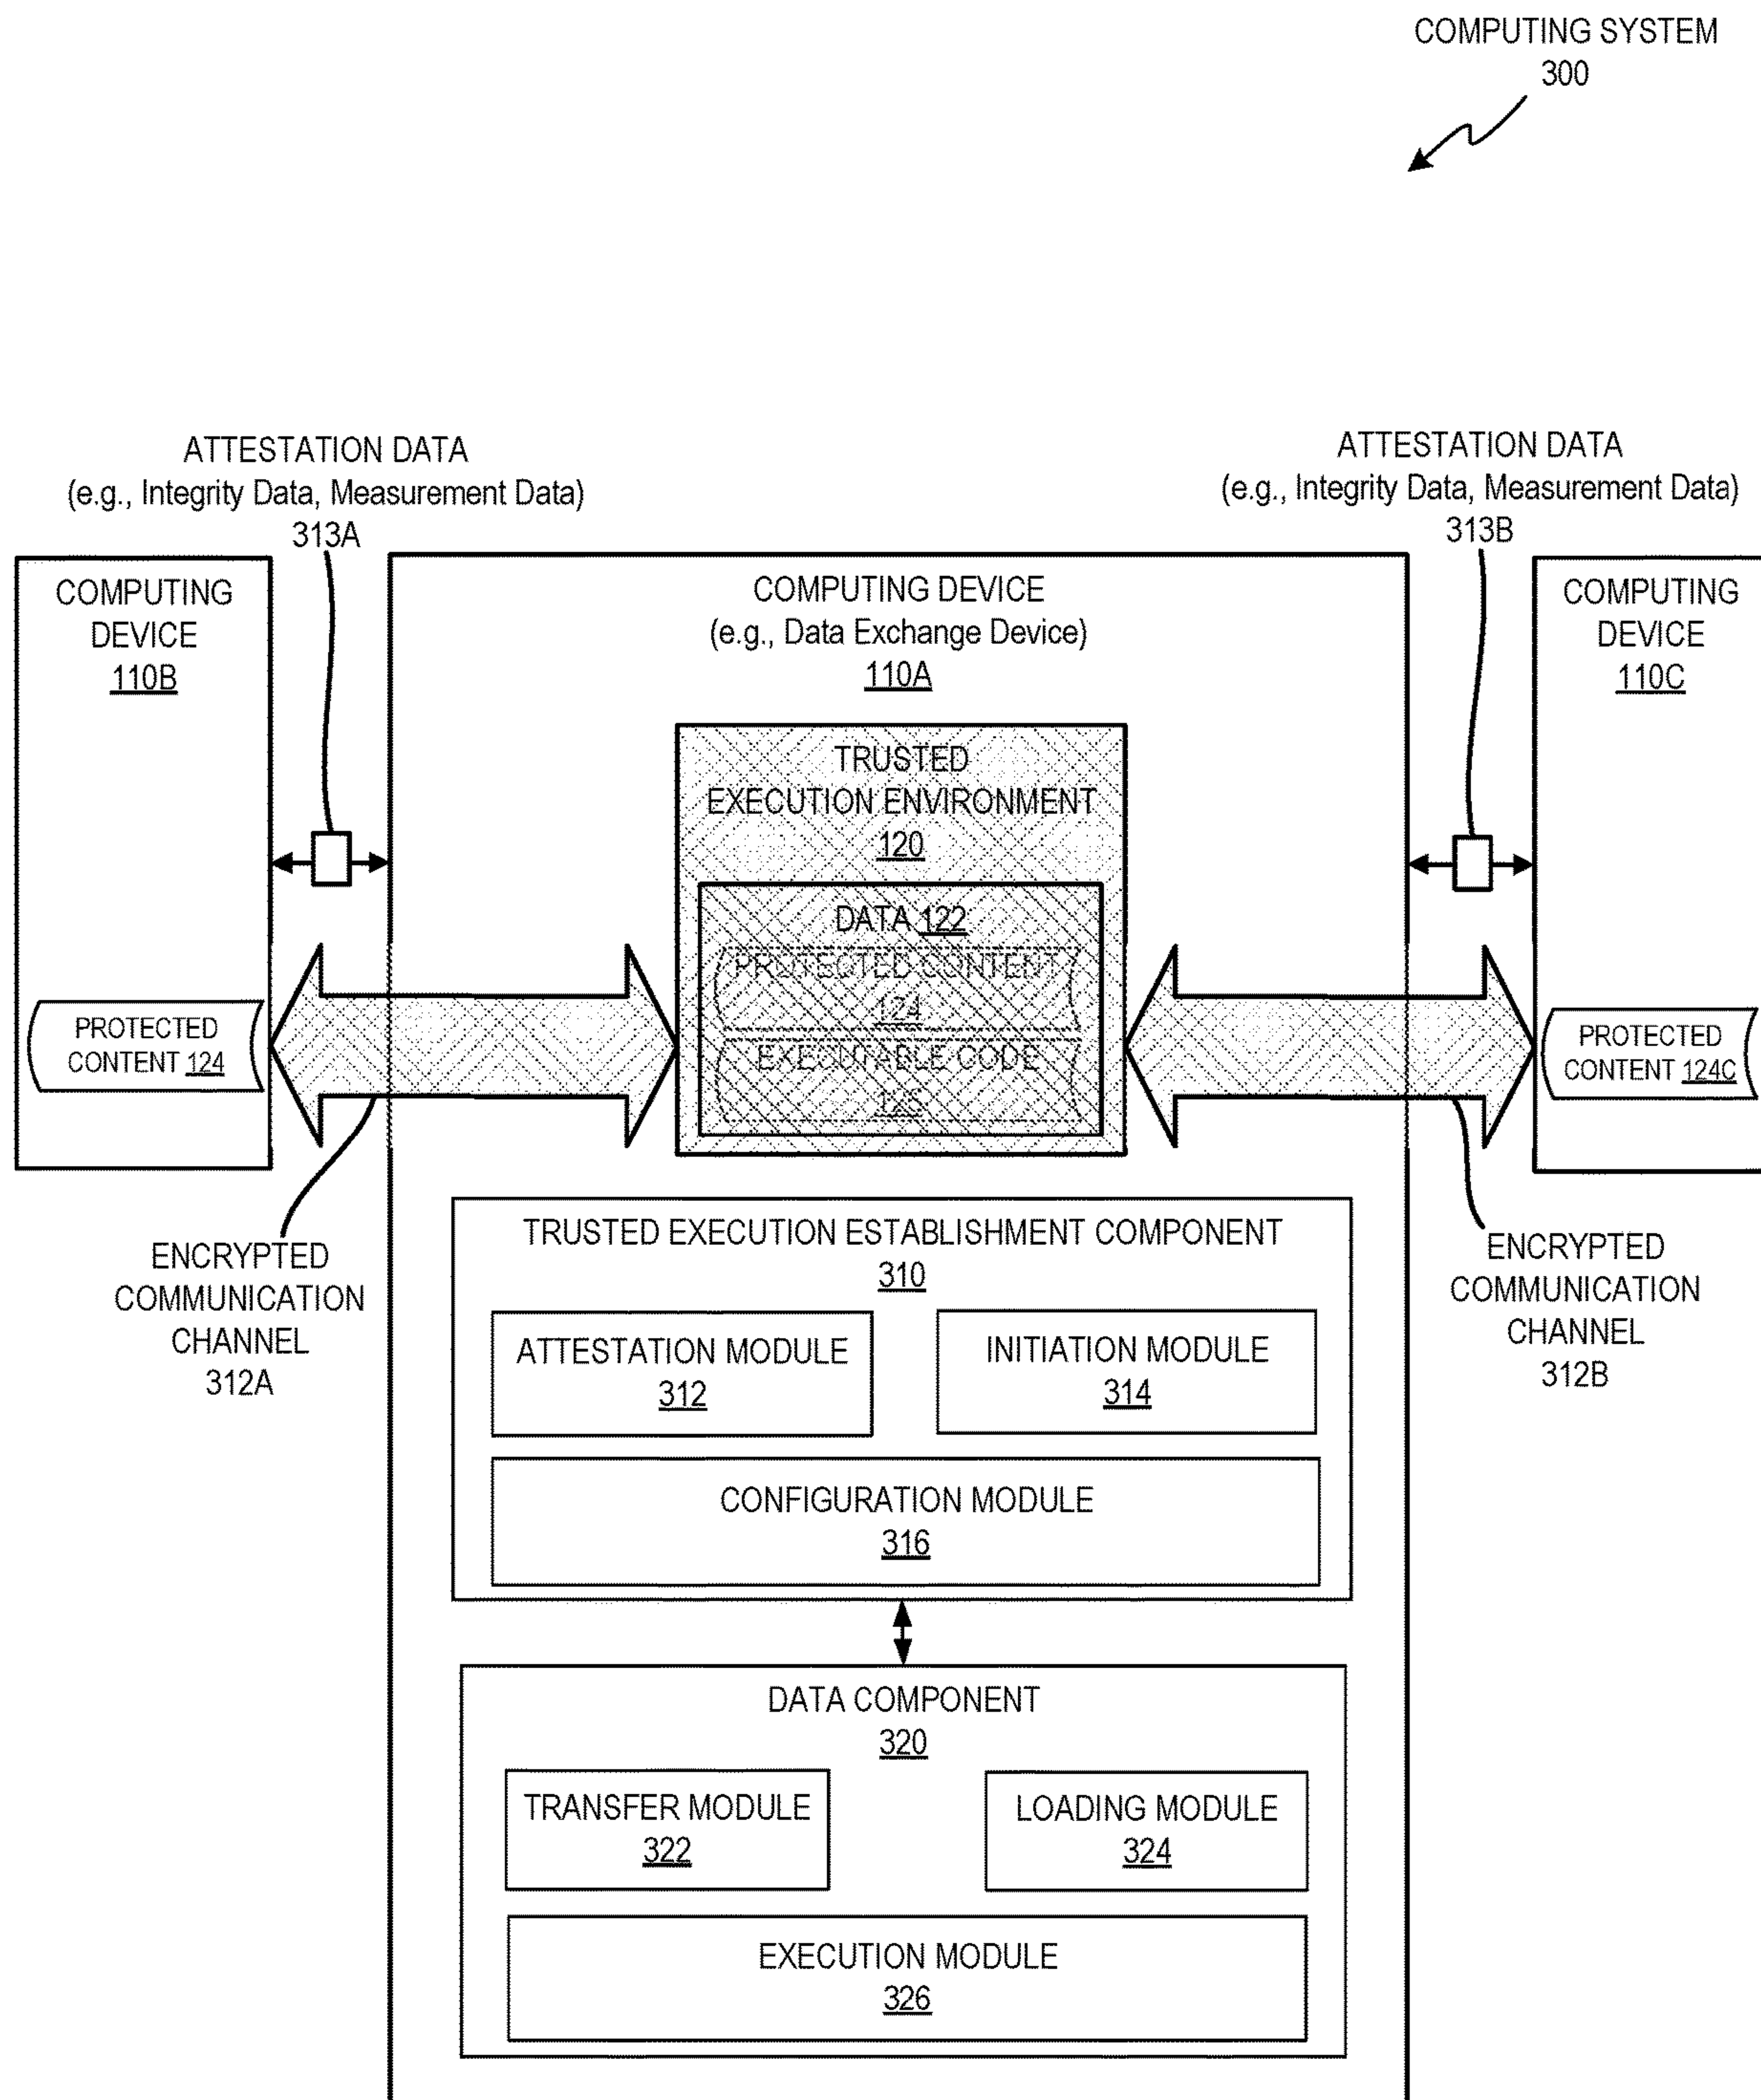 COMPUTING SYSTEM
300
ATTESTATION DATA
(e.g., Integrity Data, Measurement Data)
313A
ATTESTATION DATA
(e.g., Integrity Data, Measurement Data)
313B
COMPUTING
DEVICE
110B
COMPUTING DEVICE
(e.g., Data Exchange Device)
110A
COMPUTING
DEVICE
110C
TRUSTED
EXECUTION ENVIRONMENT
120
DATA 122
PROTECTED CONTENT
124
EXECUTABLE CODE
PROTECTED
CONTENT 124
PROTECTED
CONTENT 124C
ENCRYPTED
COMMUNICATION
CHANNEL
312A
ENCRYPTED
COMMUNICATION
CHANNEL
312B
TRUSTED EXECUTION ESTABLISHMENT COMPONENT
310
ATTESTATION MODULE
312
INITIATION MODULE
314
CONFIGURATION MODULE
316
DATA COMPONENT
320
TRANSFER MODULE
322
LOADING MODULE
324
EXECUTION MODULE
326